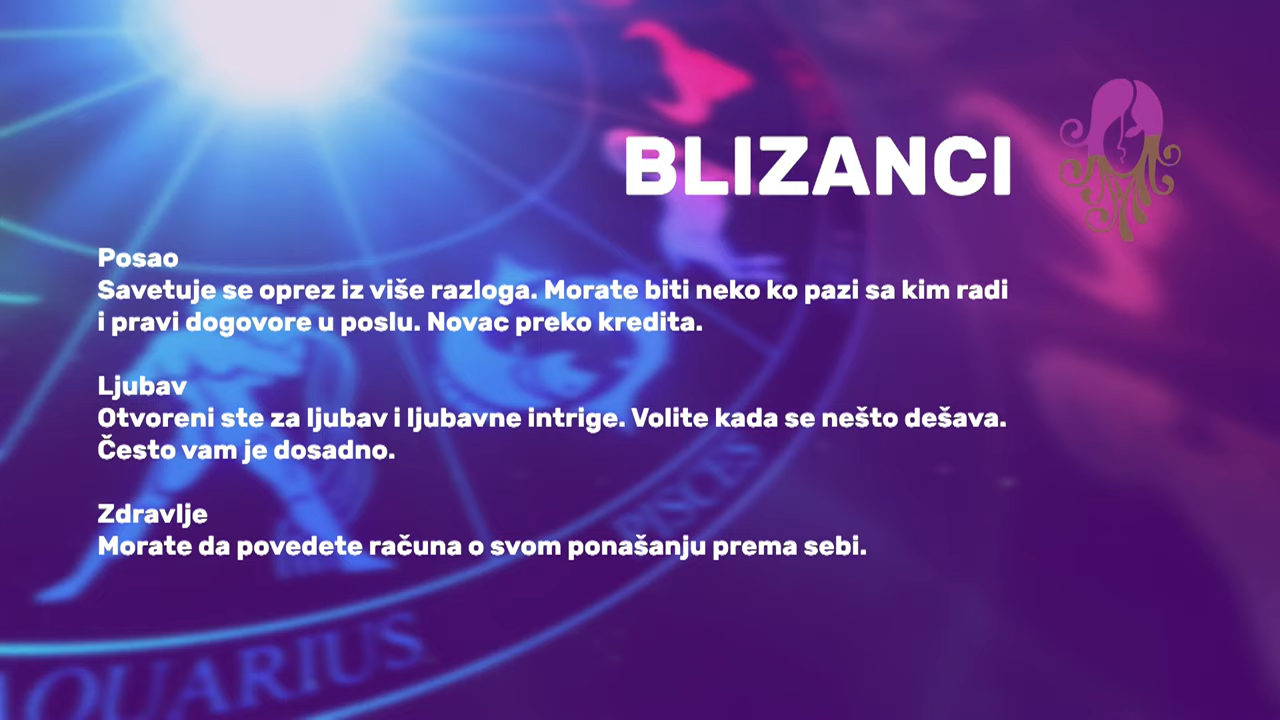 BLIZANCI
Posao
Savetuje se oprez iz više razloga. Morate biti neko ko pazi sa kim radi
i pravi dogovore u poslu. Novac preko kredita.
Ljubav
Otvoreni ste za ljubav i ljubavne intrige. Volite kada se nešto dešava.
Često vam je dosadno.
Zdravlje
Morate da povedete računa o svom ponašanju prema sebi.
PISCES
AQUARIUS